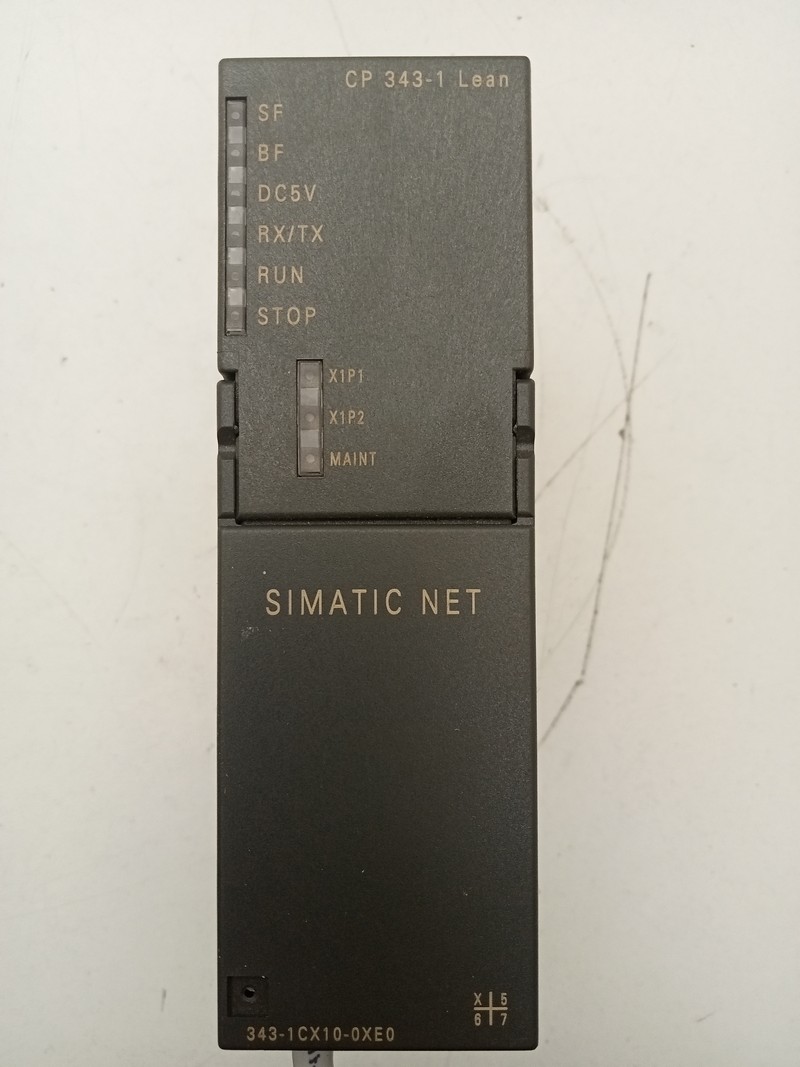 CP 343-1 Lean
SF
BF
DC5V
RX/TX
RUN
STOP
X1P1
X1P2
MAINT
SIMATIC NET
X 5
6 7
343-1CX10-0XE0